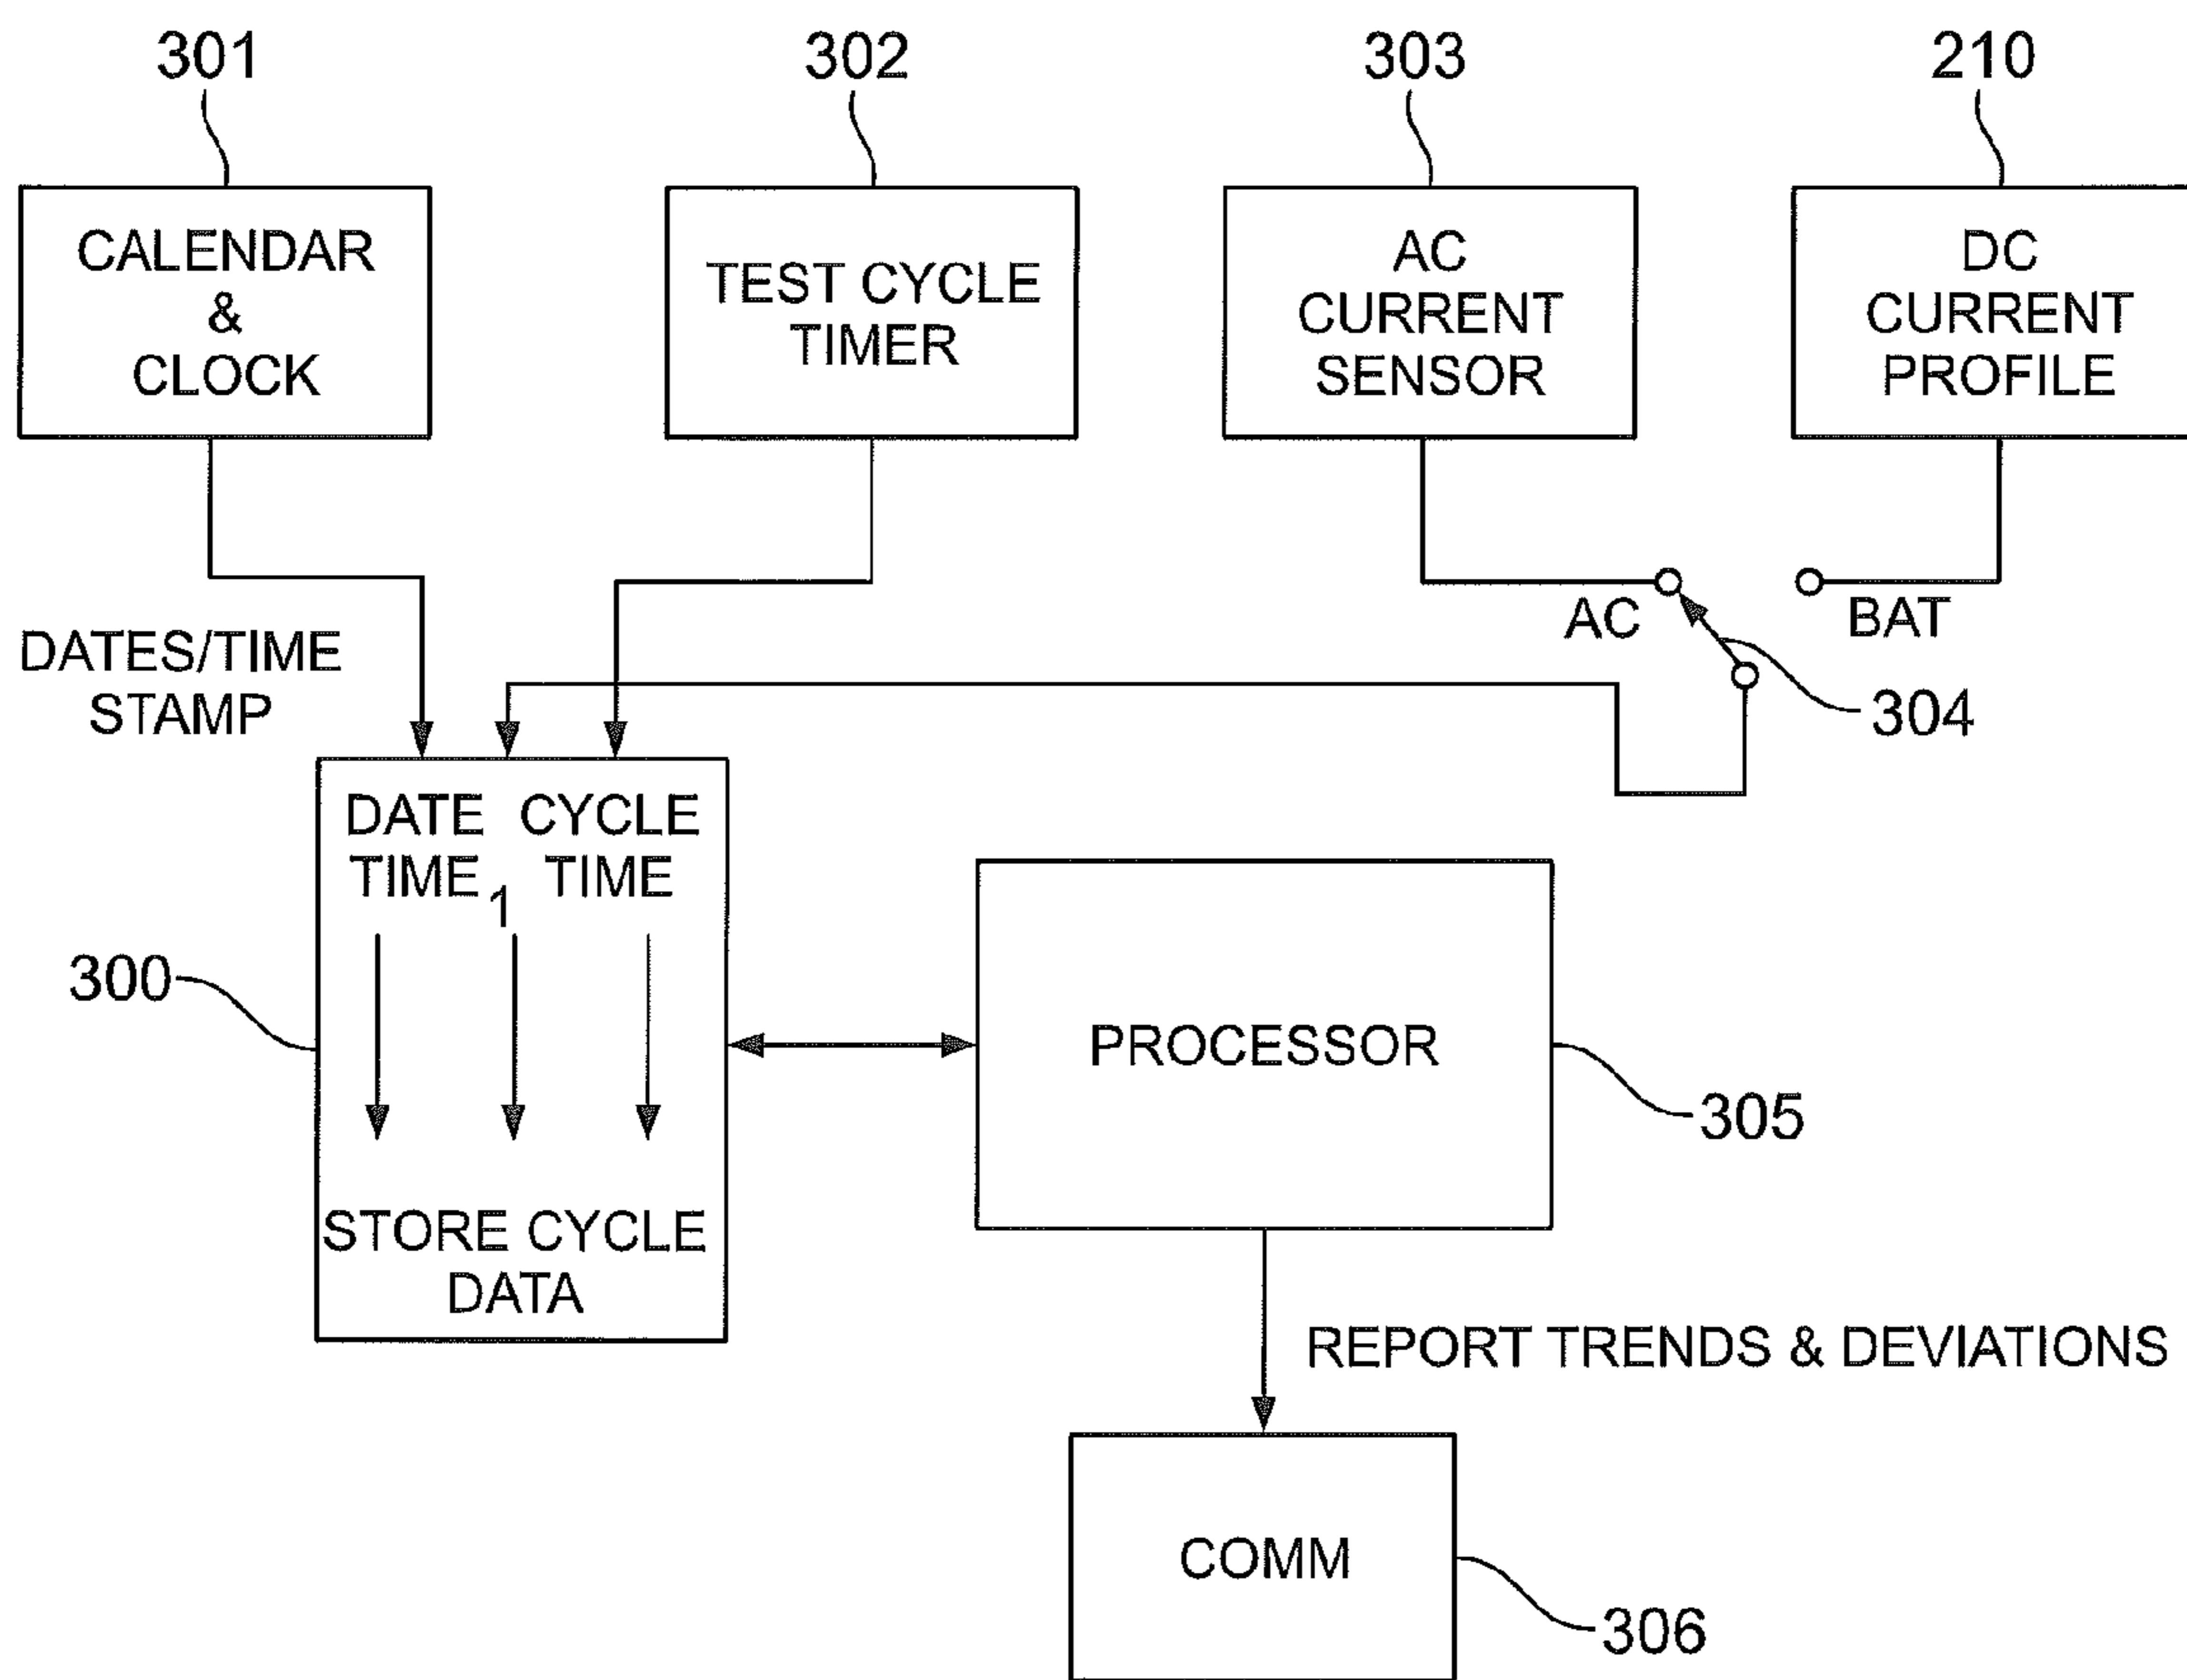 301
302
303
210
CALENDAR
&
CLOCK
TEST CYCLE
TIMER
AC
CURRENT
SENSOR
DC
CURRENT
PROFILE
AC
BAT
304
DATES/TIME
STAMP
DATE CYCLE
TIME 1 TIME
300
STORE CYCLE
DATA
PROCESSOR
305
REPORT TRENDS & DEVIATIONS
COMM
306